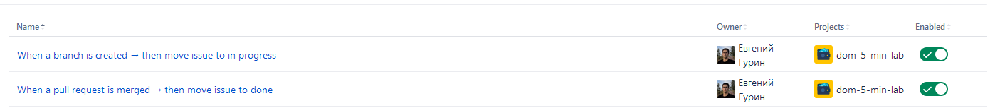 Name Owner Projects Enabled
When a branch is created → then move issue to in progress Евгений Гурин dom-5-min-lab
When a pull request is merged → then move issue to done Евгений Гурин dom-5-min-lab